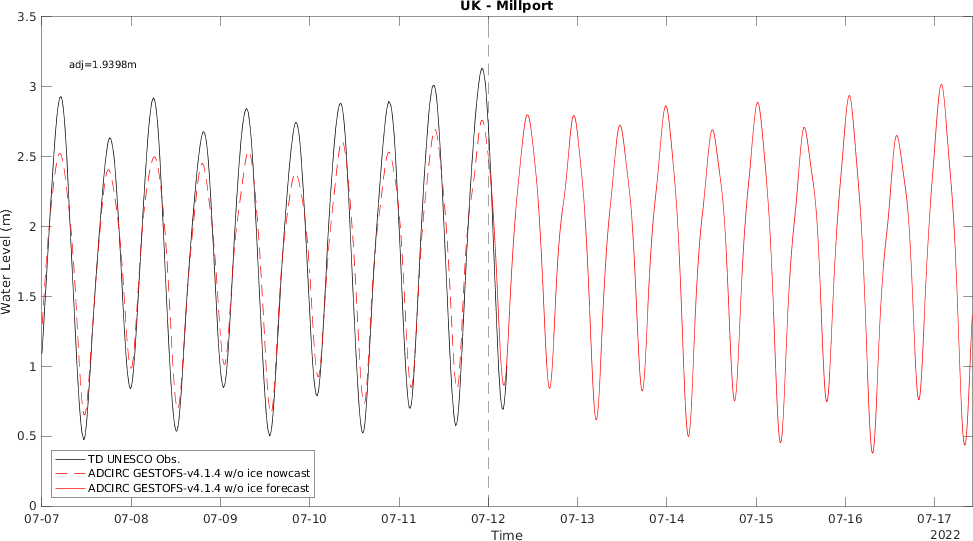 UK - Millport
adj=1.9398m
Water Level (m)
3.5
3
2.5
2
1.5
1
0.5
0
TD UNESCO Obs.
ADCIRC GESTOFS-v4.1.4 w/o ice nowcast
ADCIRC GESTOFS-v4.1.4 w/o ice forecast
07-07 07-08 07-09 07-10 07-11 07-12 07-13 07-14 07-15 07-16 07-17
Time
2022